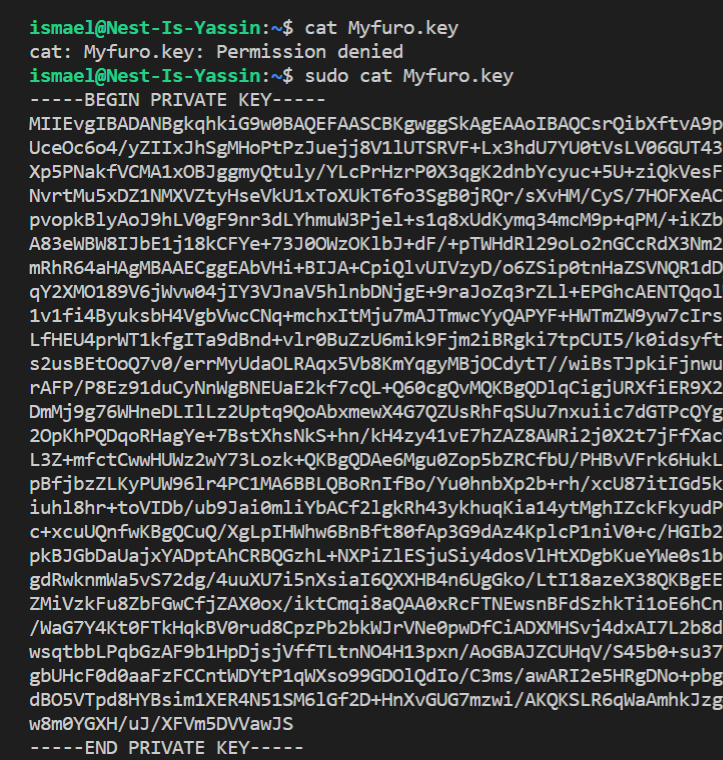 ismael@Nest-Is-Yassin:~$ cat Myfuro.key
cat: Myfuro.key: Permission denied
ismael@Nest-Is-Yassin:~$ sudo cat Myfuro.key
-----BEGIN PRIVATE KEY-----
MIIEvgIBADANBgkqhkiG9w0BAQEFAASCBKgwggSkAgEAAoIBAQCsrQibXftvA9p
UceOc6o4/yZIIxJhSgMHoPtPzJuejj8V1lUTSRVF+Lx3hdU7YU0tVsLV06GUT43
Xp5PNakfVCMA1xOBJggmyQtuly/YLcPrHzrP0X3qgK2dnbYcyuc+5U+ziQkVesF
NvrtMu5xDZ1NMXVZtyHseVkU1xToXUkT6fo3SgB0jRQr/sXvHM/CyS/7HOFXeAC
pvopkBlyAoJ9hLV0gF9nr3dLYhmuW3Pjel+s1q8xUdKymq34mcM9p+qPM/+iKZb
A83eWBW8IJbE1j18kCFYe+73J0OWzOKlbJ+dF/+pTWHdRl29oLo2nGCcRdX3Nm2
mRhR64aHAgMBAAECggEAbVHi+BIJA+CpiQlvUIVzyD/o6ZSip0tnHaZSVNQR1dD
qY2XMO189V6jWvw04jIY3VJnaV5hlnbDNjgE+9raJoZq3rZLl+EPGhcAENTQqol
1v1fi4ByuksbH4VgbVwcCNq+mchxItMju7mAJTmwcYyQAPYF+HWTmZW9yw7cIrs
LfHEU4prWT1kfgITa9dBnd+vlr0BuZzU6mik9Fjm2iBRgki7tpCUI5/k0idsyft
s2usBEtOoQ7v0/errMyUdaOLRAqx5Vb8KmYqgyMBjOCdytT//wiBsTJpkiFjnwu
rAFP/P8Ez91duCyNnWgBNEUaE2kf7cQL+Q60cgQvMQKBgQDlqCigjURXfiER9X2
DmMj9g76WHneDLIlLz2Uptq9QoAbxmewX4G7QZUsRhFqSUu7nxuiic7dGTPcQYg
2OpKhPQDqoRHagYe+7BstXhsNkS+hn/kH4zy41vE7hZAZ8AWRi2j0X2t7jFfXac
L3Z+mfctCwwHUWz2wY73Lozk+QKBgQDAe6Mgu0Zop5bZRCfbU/PHBvVFrk6HukL
pBfjbzZLKyPUW96lr4PC1MA6BBLQBoRnIfBo/Yu0hnbXp2b+rh/xcU87itIGd5k
iuhl8hr+toVIDb/ub9Jai0mliYbACf2lgkRh43ykhuqKia14ytMghIZckFkyudP
c+xcuUQnfwKBgQCuQ/XgLpIHWhw6BnBft80fAp3G9dAz4KplcP1niV0+c/HGIb2
pkBJGbDaUajxYADptAhCRBQGzhL+NXPiZlESjuSiy4dosVlHtXDgbKueYWe0s1b
gdRwknmWa5vS72dg/4uuXU7i5nXsiaI6QXXHB4n6UgGko/LtI18azeX38QKBgEE
ZMiVzkFu8ZbFGwCfjZAX0ox/iktCmqi8aQAA0xRcFTNEwsnBFdSzhkTi1oE6hCn
/WaG7Y4Kt0FTkHqkBV0rud8CpzPb2bkWJrVNe0pwDfCiADXMHSvj4dxAI7L2b8d
wsqtbbLPqbGzAF9b1HpDjsjVffTLtnNO4H13pxn/AoGBAJZCUHqV/S45b0+su37
gbUHcF0d0aaFzFCCntWDYtP1qWXso99GDOlQdIo/C3ms/awARI2e5HRgDNo+pbg
dBO5VTpd8HYBsim1XER4N51SM6lGf2D+HnXvGUG7mzwi/AKQKSLR6qWaAmhkJzg
w8m0YGXH/uJ/XFVm5DVVawJS
-----END PRIVATE KEY-----